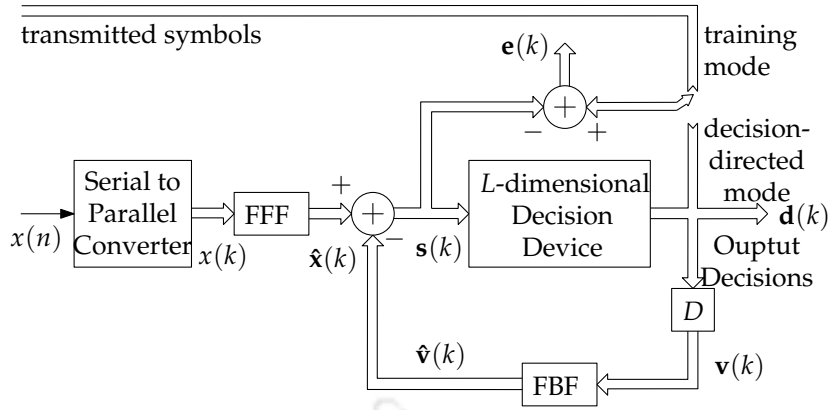 transmitted symbols
training
mode
e(k)
+
−
+
decision-
directed
mode
Serial to
Parallel
Converter
FFF
+
+
−
L-dimensional
Decision
Device
x(n)
x(k)
x̂(k)
s(k)
d(k)
Ouptut
Decisions
D
v̂(k)
v(k)
FBF